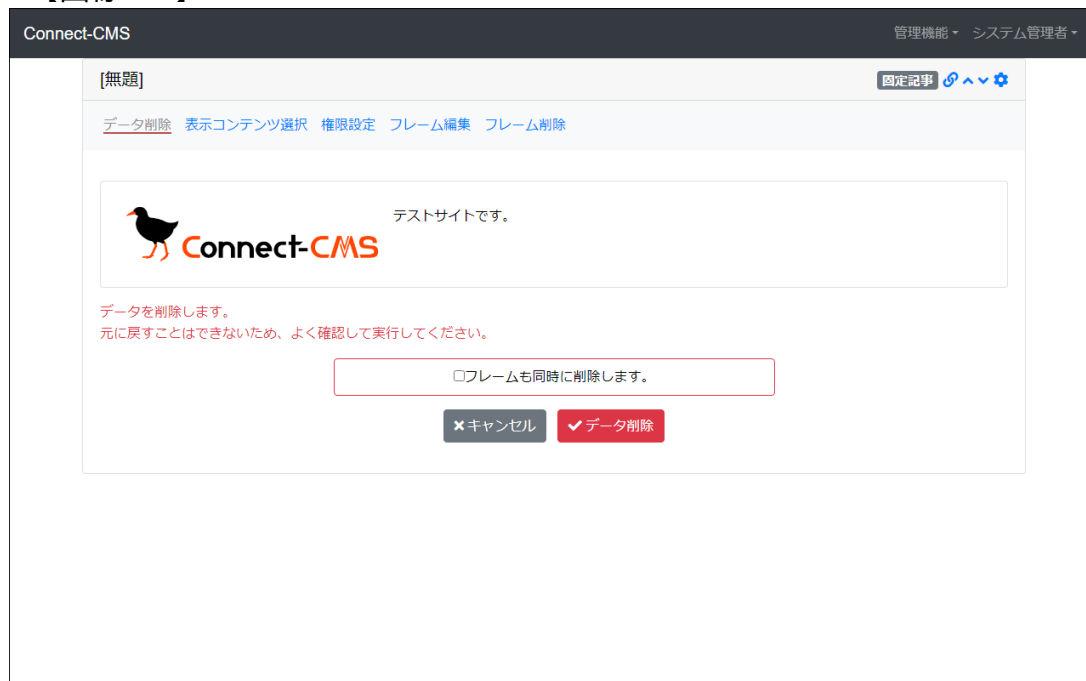 Connect-CMS 管理機能 システム管理者
[無題] 固定記事
データ削除 表示コンテンツ選択 権限設定 フレーム編集 フレーム削除
テストサイトです。
Connect-CMS
データを削除します。
元に戻すことはできないため、よく確認して実行してください。
フレームも同時に削除します。
キャンセル データ削除